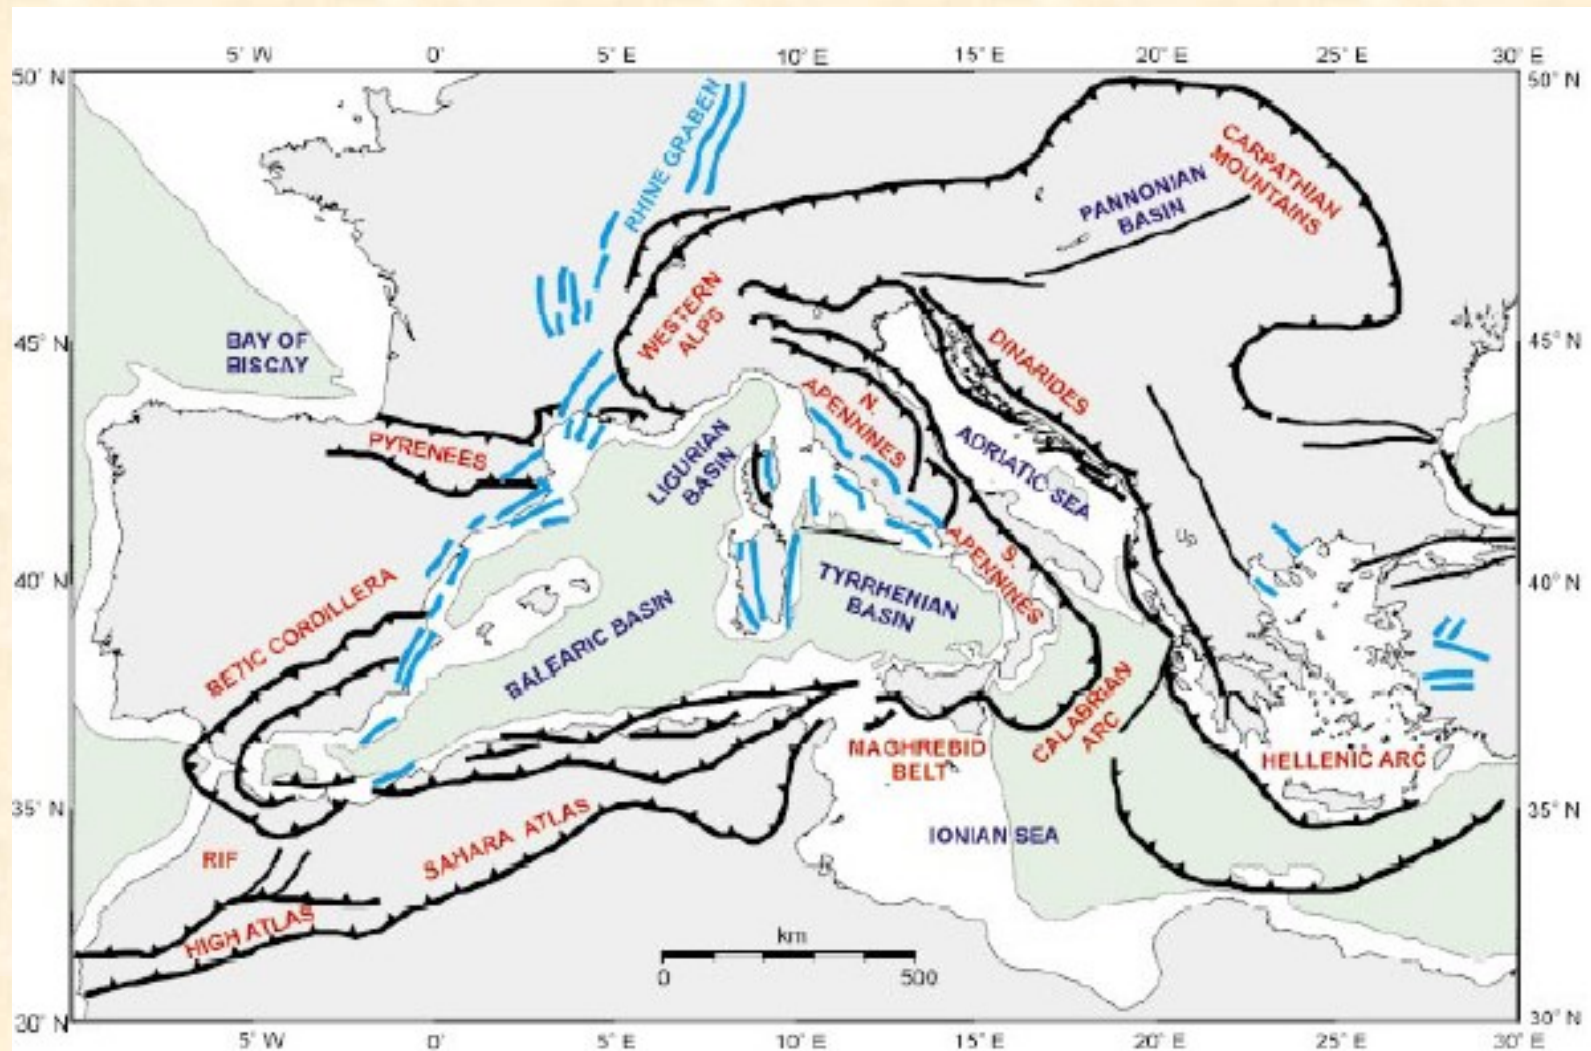 5° W 0° 5° E 10° E 15° E 20° E 25° E 30° E
50° N 50° N
RHINE GRABEN
CARPATHIAN
MOUNTAINS
PANNONIAN
BASIN
WESTERN
ALPS
BAY OF
BISCAY
45° N 45° N
DINARIDES
N.
APENNINES
PYRENEES
LIGURIAN
BASIN
ADRIATIC SEA
S.
APENNINES
40° N 40° N
BETIC CORDILLERA
TYRRHENIAN
BASIN
BALEARIC BASIN
CALABRIAN
ARC
MAGHREBID
BELT
HELLENIC ARC
35° N 35° N
SAHARA ATLAS
IONIAN SEA
RIF
HIGH ATLAS
km
0 500
30° N 30° N
5° W 0° 5° E 10° E 15° E 20° E 25° E 30° E